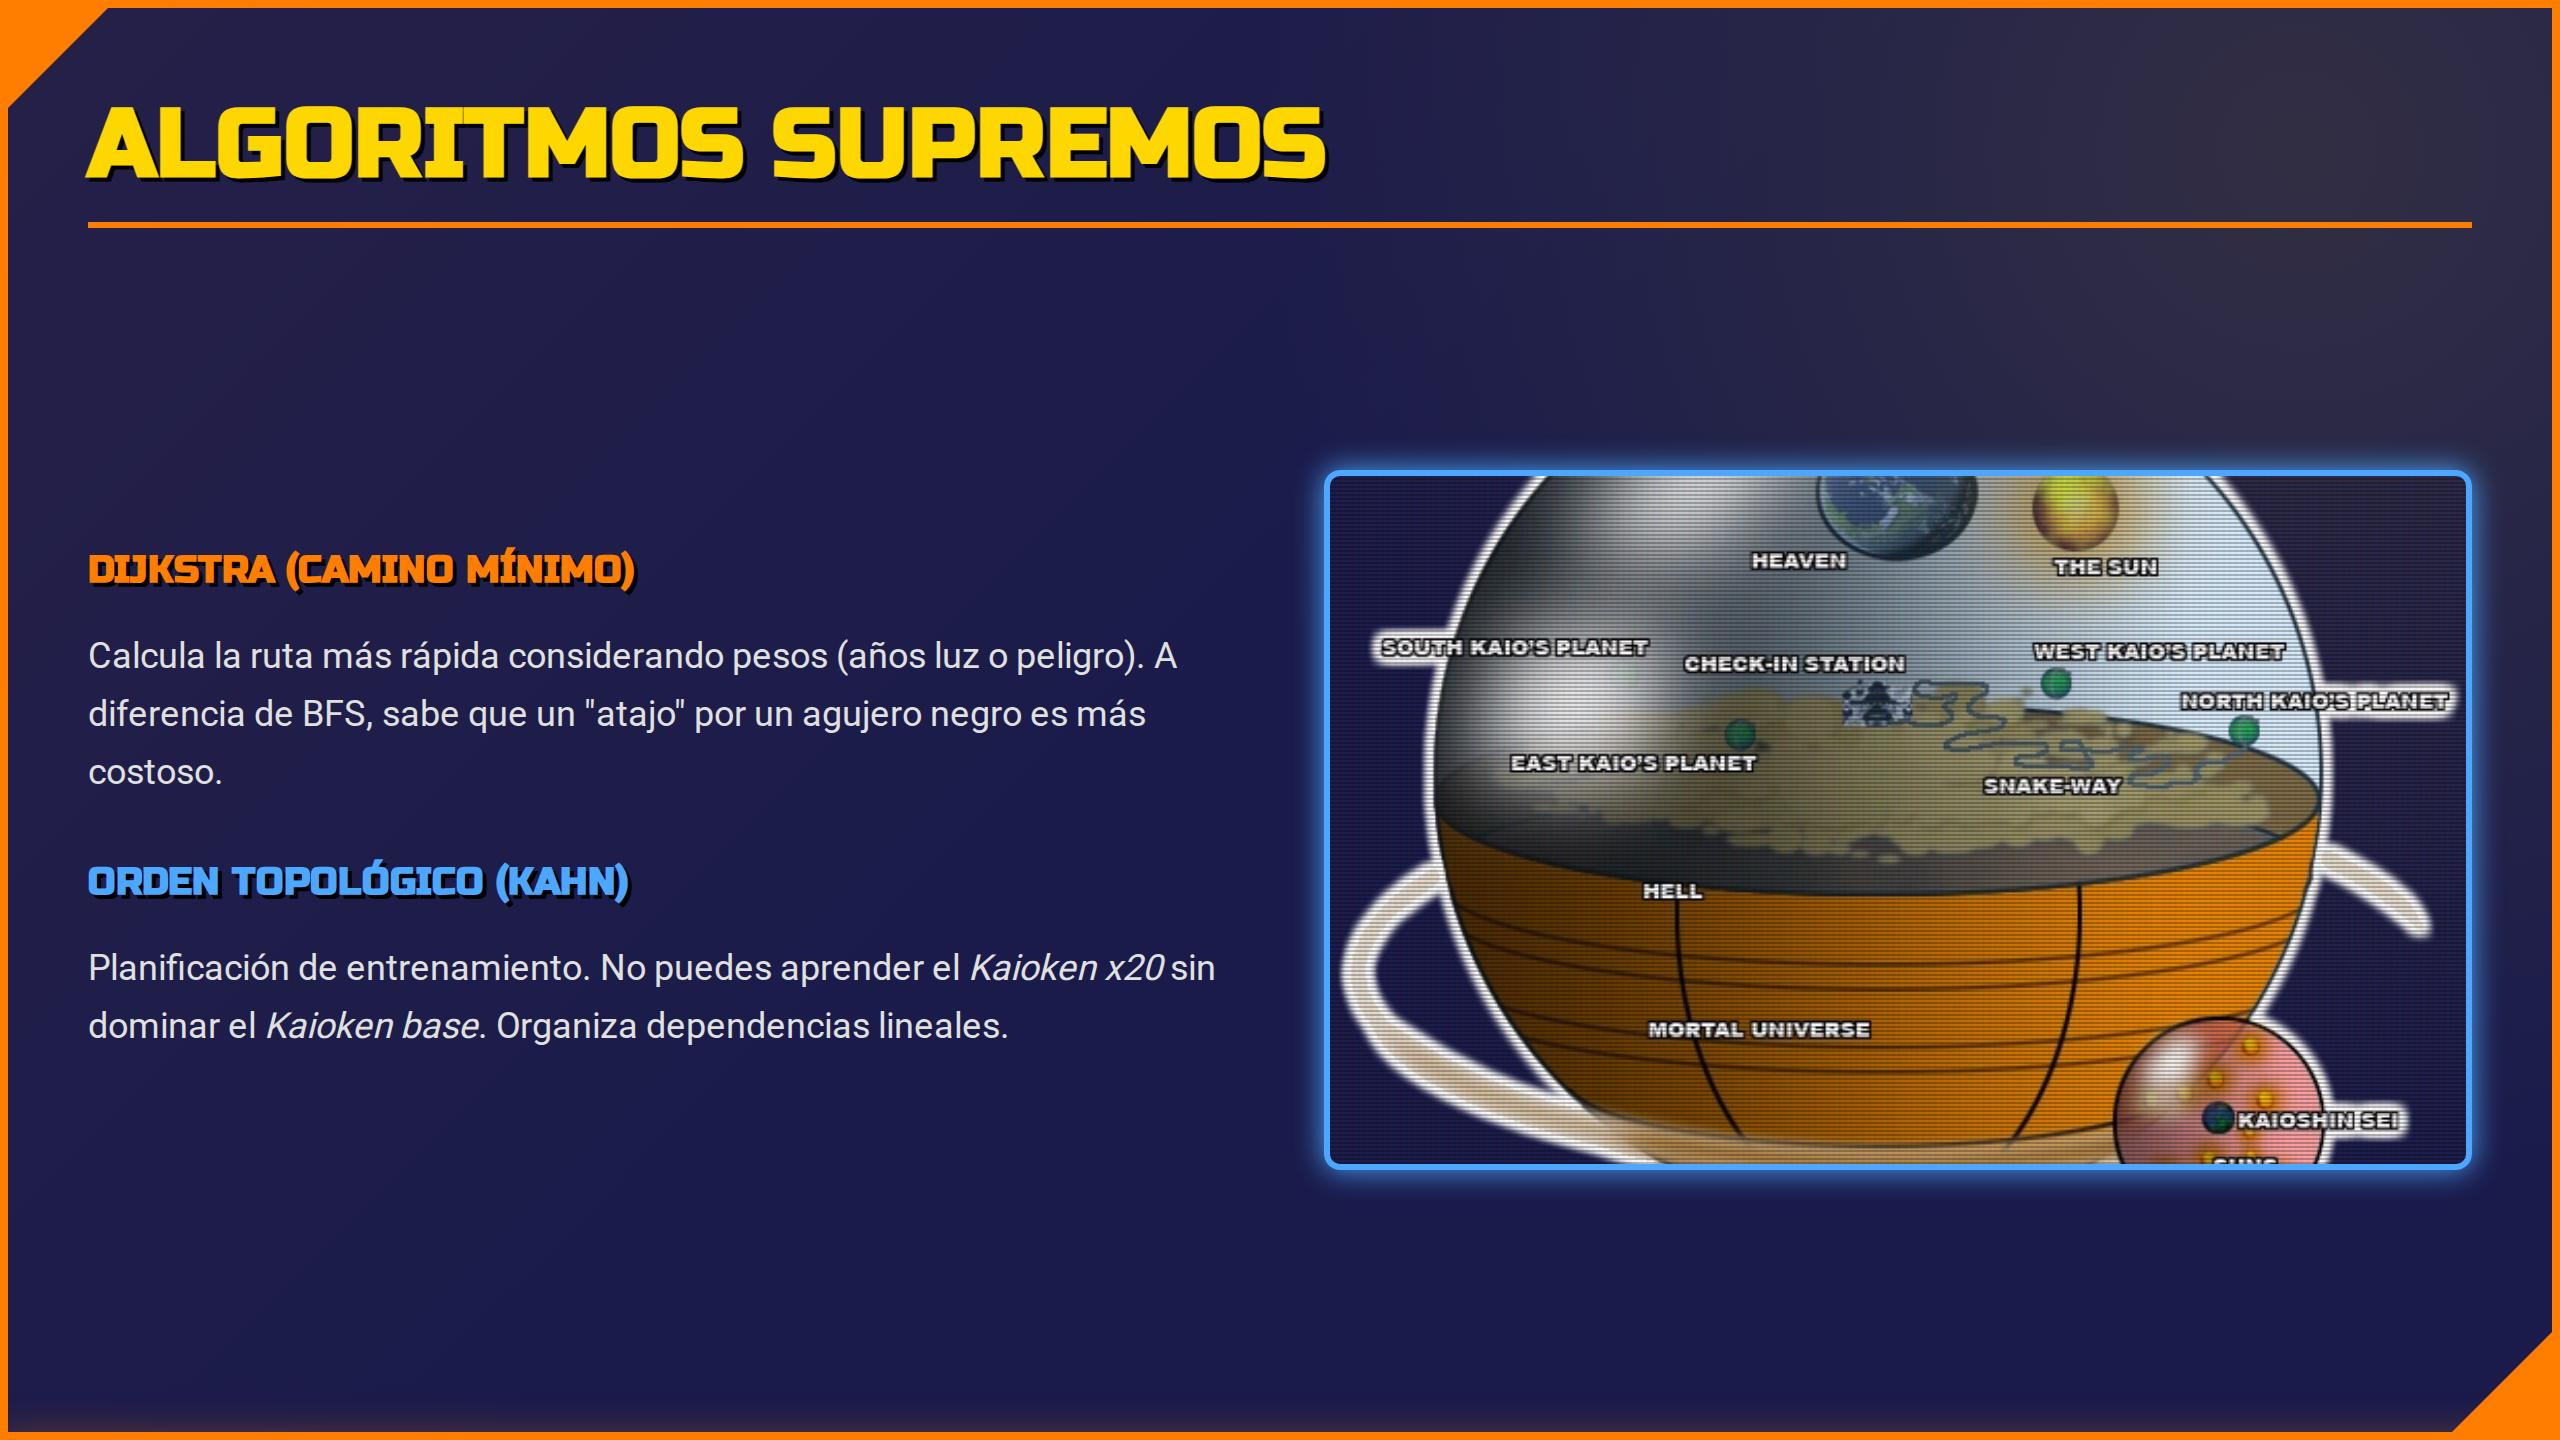 ALGORITMOS SUPREMOS
DIJKSTRA (CAMINO MÍNIMO)
Calcula la ruta más rápida considerando pesos (años luz o peligro). A
diferencia de BFS, sabe que un "atajo" por un agujero negro es más
costoso.
ORDEN TOPOLÓGICO (KAHN)
Planificación de entrenamiento. No puedes aprender el Kaioken x20 sin
dominar el Kaioken base. Organiza dependencias lineales.
HEAVEN
THE SUN
SOUTH KAIO'S PLANET
CHECK-IN STATION
WEST KAIO'S PLANET
NORTH KAIO'S PLANET
EAST KAIO'S PLANET
SNAKE-WAY
HELL
MORTAL UNIVERSE
KAIOSHIN SEI